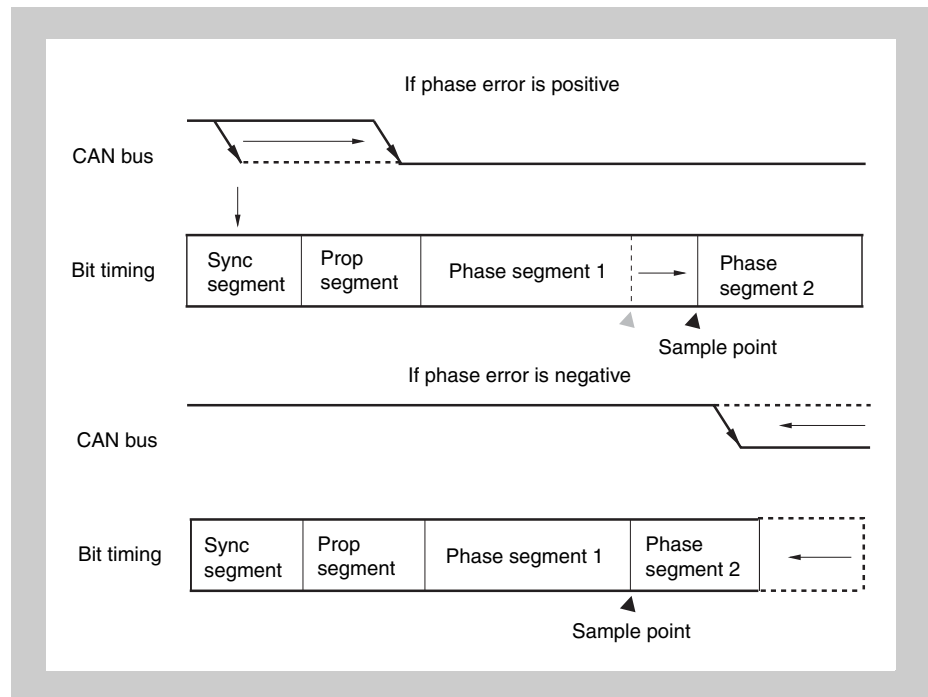 If phase error is positive
CAN bus
Bit timing
Sync
segment
Prop
segment
Phase segment 1
Phase
segment 2
Sample point
If phase error is negative
CAN bus
Bit timing
Sync
segment
Prop
segment
Phase segment 1
Phase
segment 2
Sample point